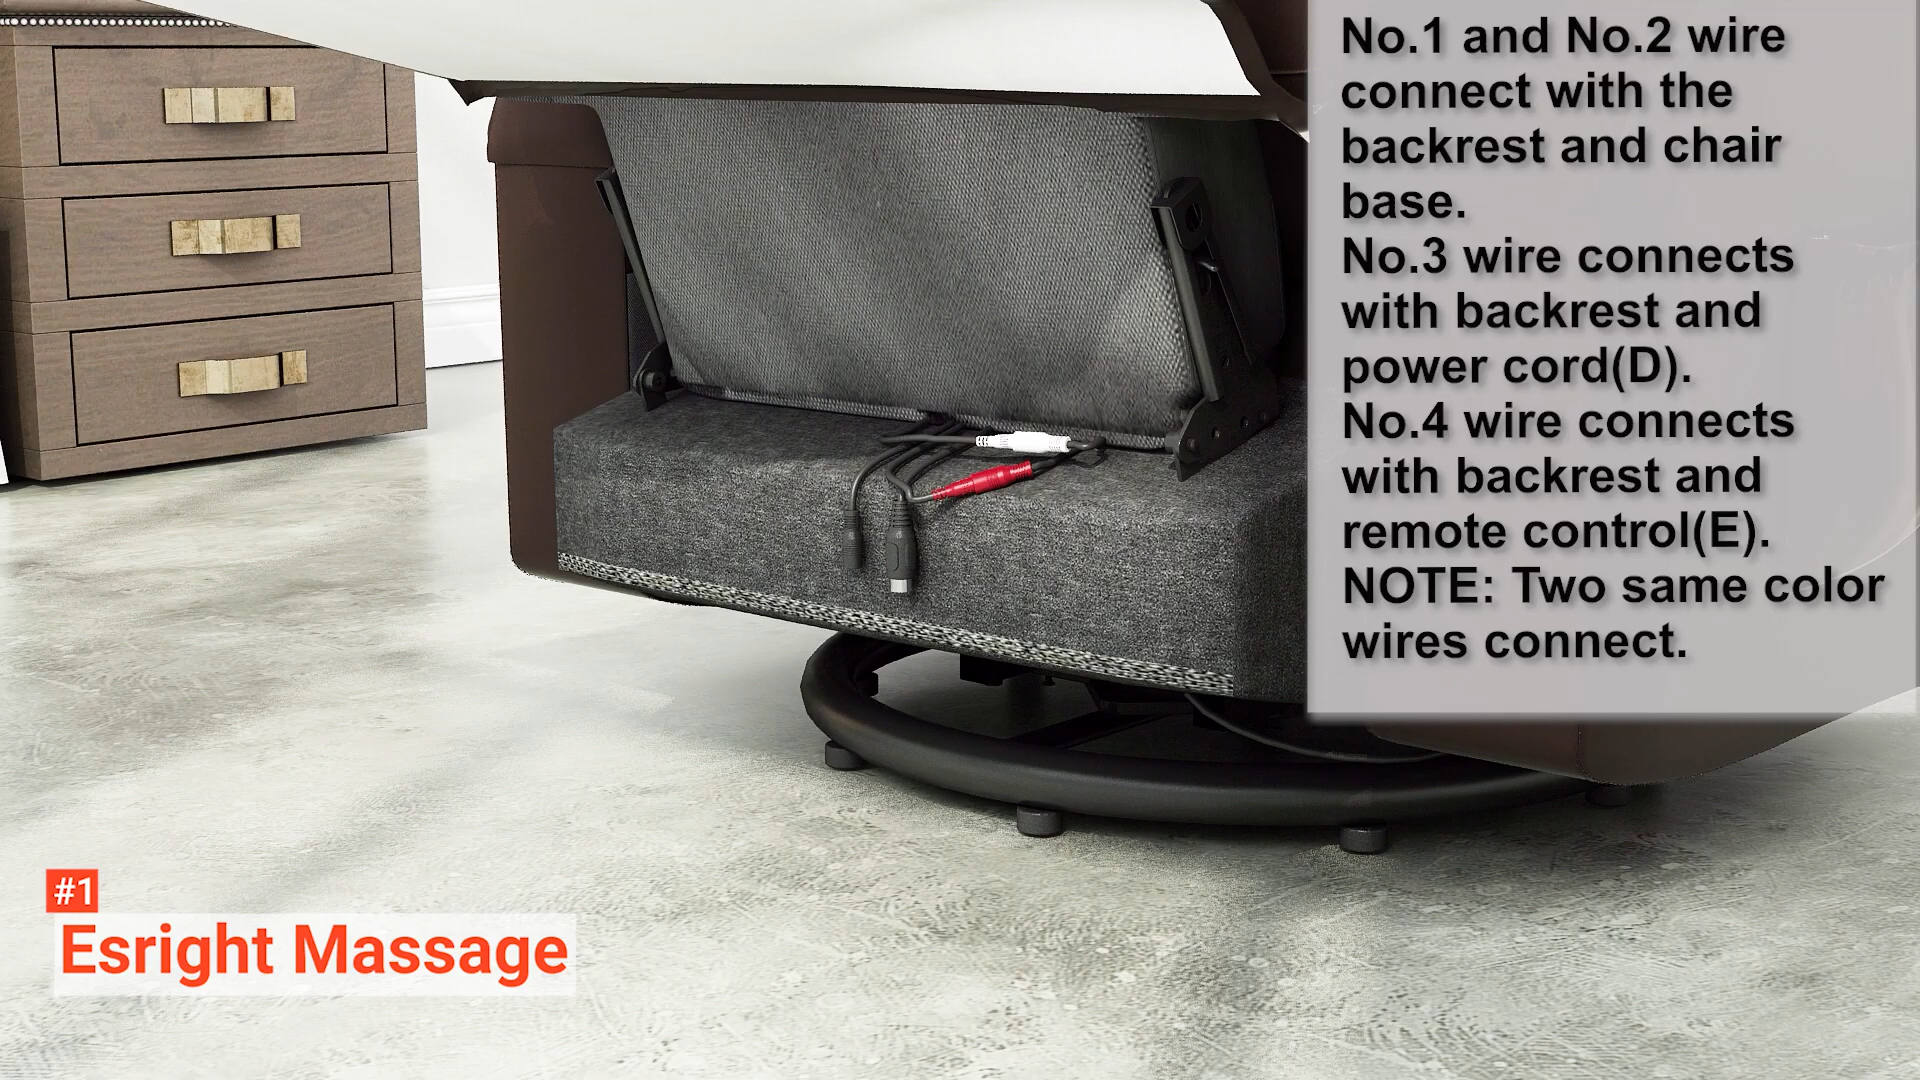 No.1 and No.2 wire
connect with the
backrest and chair
base.
No.3 wire connects
with backrest and
power cord(D).
No.4 wire connects
with backrest and
remote control(E).
NOTE: Two same color
wires connect.
#1
Esright Massage